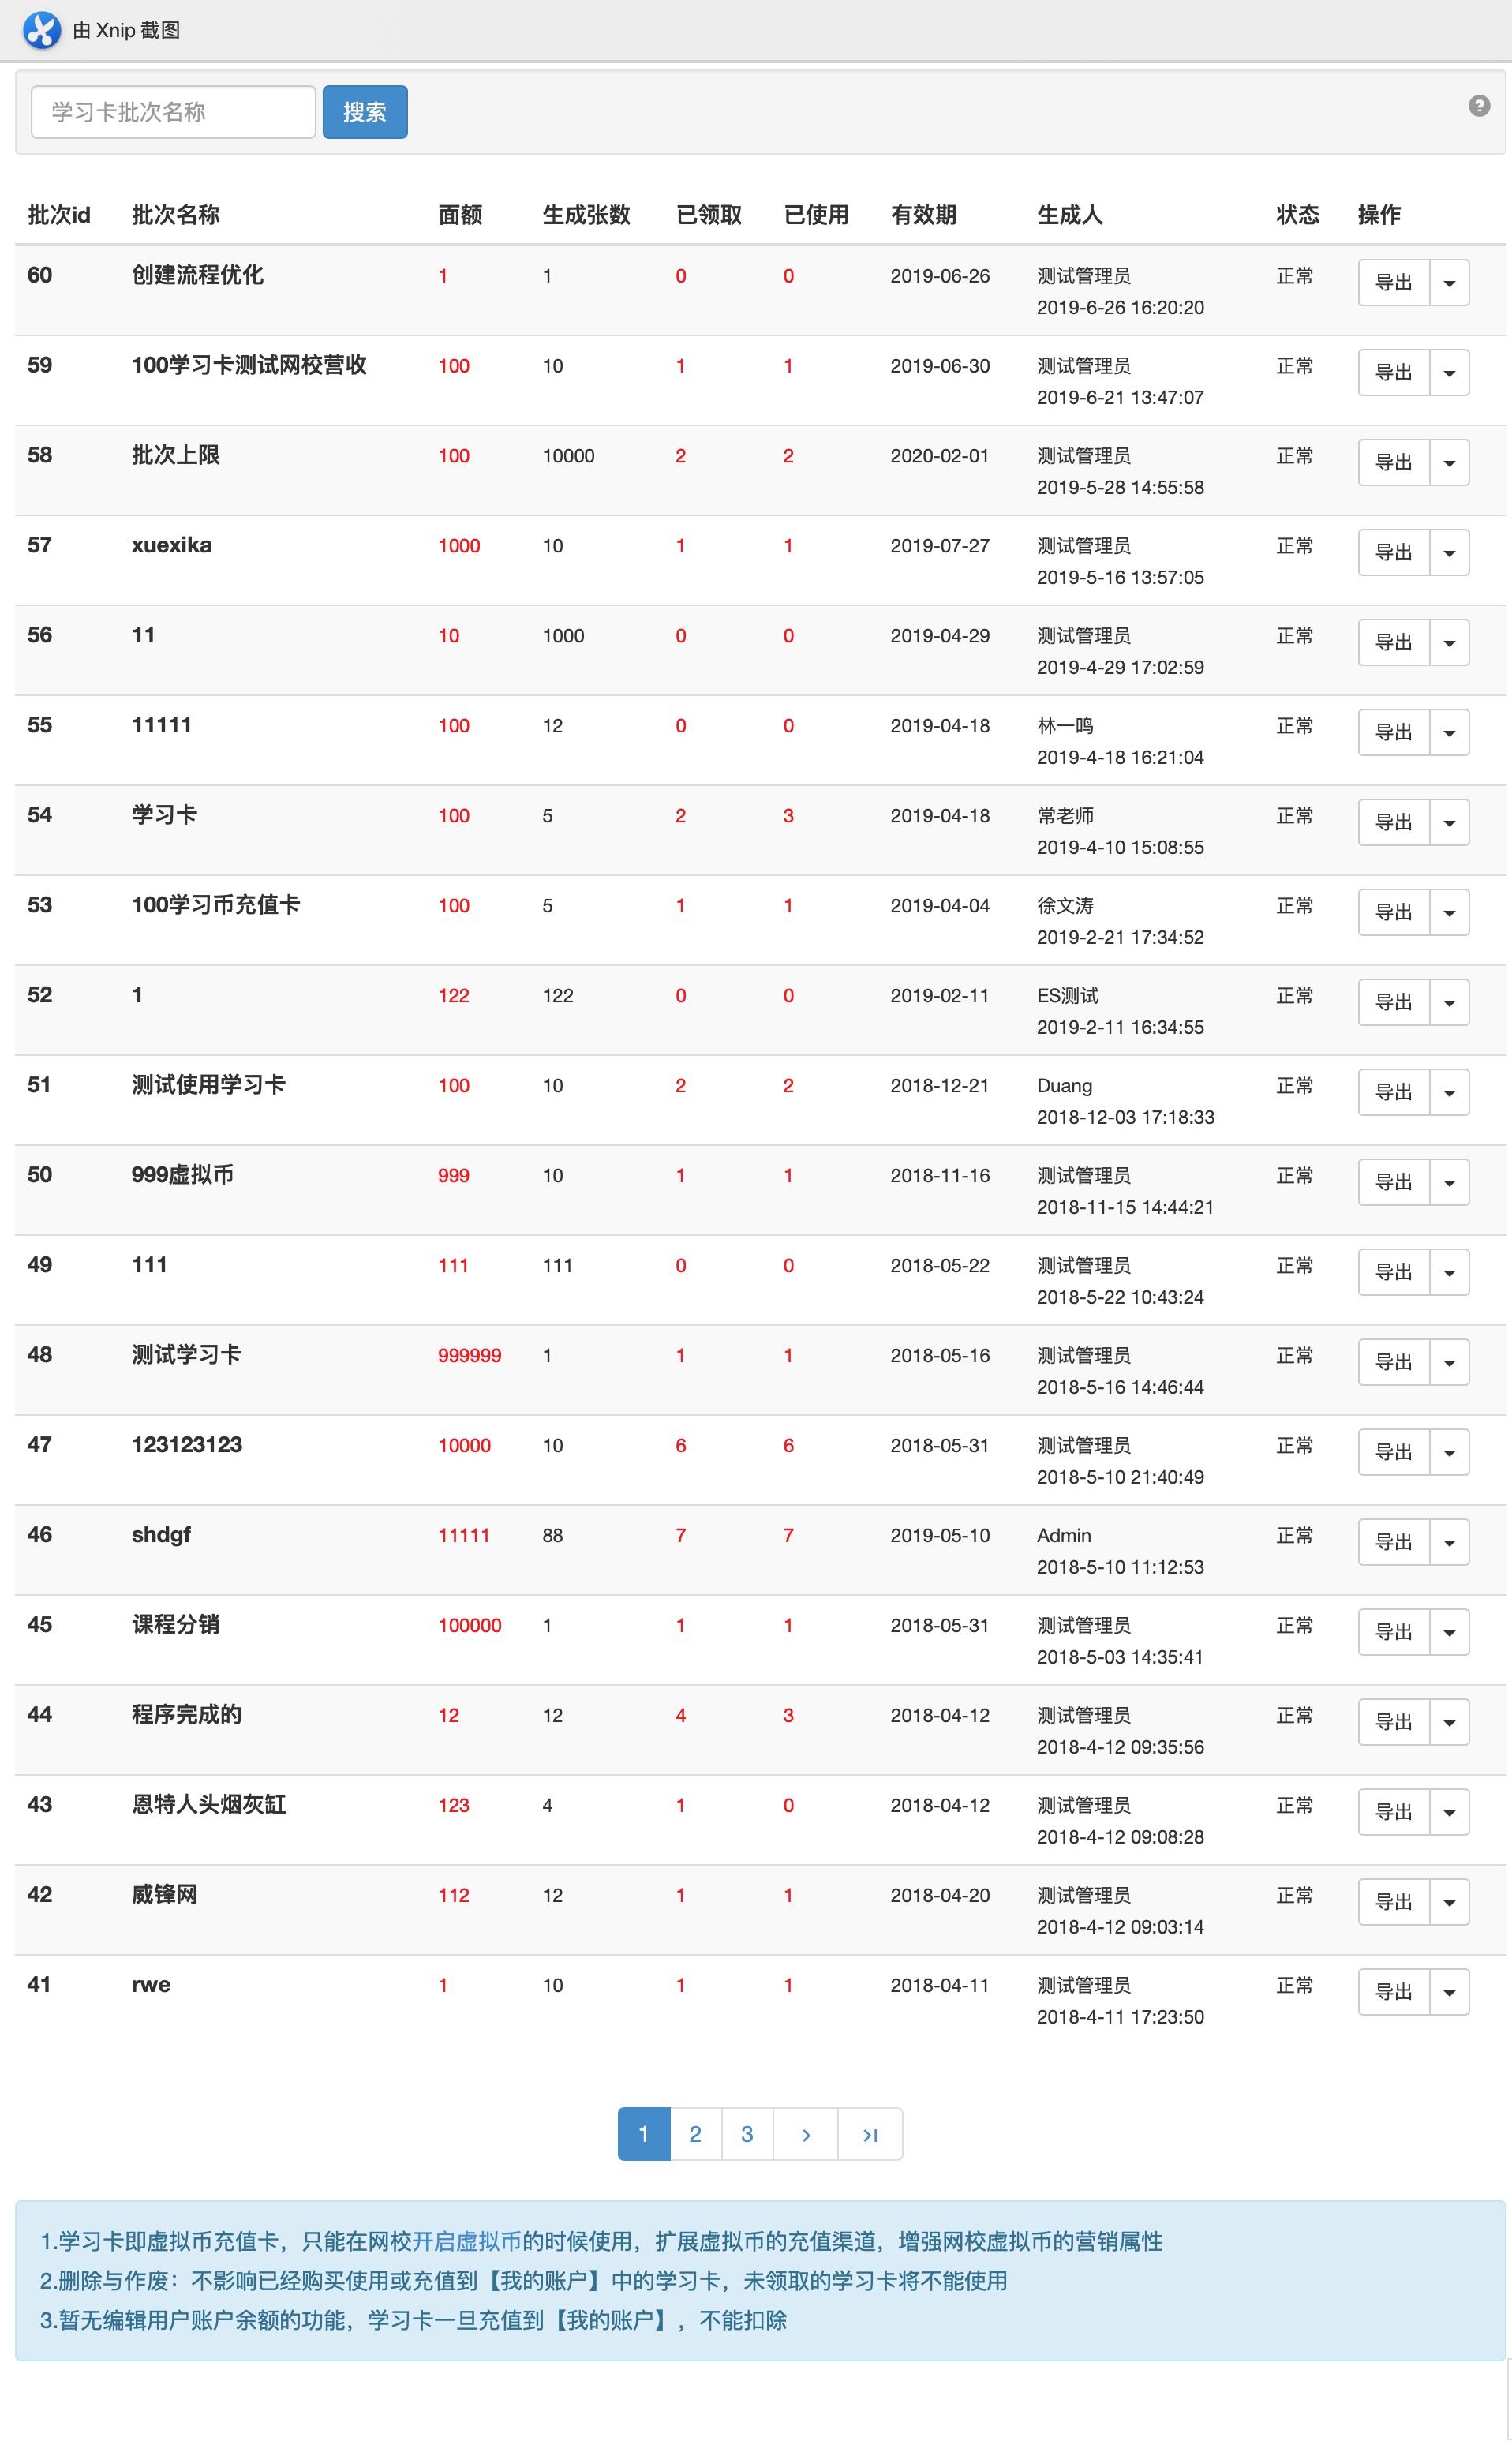 由 Xnip 截图
学习卡批次名称 搜索
批次id 批次名称 面额 生成张数 已领取 已使用 有效期 生成人 状态 操作
60 创建流程优化 1 1 0 0 2019-06-26 测试管理员 正常 导出
2019-6-26 16:20:20
59 100学习卡测试网校营收 100 10 1 1 2019-06-30 测试管理员 正常 导出
2019-6-21 13:47:07
58 批次上限 100 10000 2 2 2020-02-01 测试管理员 正常 导出
2019-5-28 14:55:58
57 xuexika 1000 10 1 1 2019-07-27 测试管理员 正常 导出
2019-5-16 13:57:05
56 11 10 1000 0 0 2019-04-29 测试管理员 正常 导出
2019-4-29 17:02:59
55 11111 100 12 0 0 2019-04-18 林一鸣 正常 导出
2019-4-18 16:21:04
54 学习卡 100 5 2 3 2019-04-18 常老师 正常 导出
2019-4-10 15:08:55
53 100学习币充值卡 100 5 1 1 2019-04-04 徐文涛 正常 导出
2019-2-21 17:34:52
52 1 122 122 0 0 2019-02-11 ES测试 正常 导出
2019-2-11 16:34:55
51 测试使用学习卡 100 10 2 2 2018-12-21 Duang 正常 导出
2018-12-03 17:18:33
50 999虚拟币 999 10 1 1 2018-11-16 测试管理员 正常 导出
2018-11-15 14:44:21
49 111 111 111 0 0 2018-05-22 测试管理员 正常 导出
2018-5-22 10:43:24
48 测试学习卡 999999 1 1 1 2018-05-16 测试管理员 正常 导出
2018-5-16 14:46:44
47 123123123 10000 10 6 6 2018-05-31 测试管理员 正常 导出
2018-5-10 21:40:49
46 shdgf 11111 88 7 7 2019-05-10 Admin 正常 导出
2018-5-10 11:12:53
45 课程分销 100000 1 1 1 2018-05-31 测试管理员 正常 导出
2018-5-03 14:35:41
44 程序完成的 12 12 4 3 2018-04-12 测试管理员 正常 导出
2018-4-12 09:35:56
43 恩特人头烟灰缸 123 4 1 0 2018-04-12 测试管理员 正常 导出
2018-4-12 09:08:28
42 威锋网 112 12 1 1 2018-04-20 测试管理员 正常 导出
2018-4-12 09:03:14
41 rwe 1 10 1 1 2018-04-11 测试管理员 正常 导出
2018-4-11 17:23:50
1 2 3
1.学习卡即虚拟币充值卡，只能在网校开启虚拟币的时候使用，扩展虚拟币的充值渠道，增强网校虚拟币的营销属性
2.删除与作废：不影响已经购买使用或充值到【我的账户】中的学习卡，未领取的学习卡将不能使用
3.暂无编辑用户账户余额的功能，学习卡一旦充值到【我的账户】，不能扣除